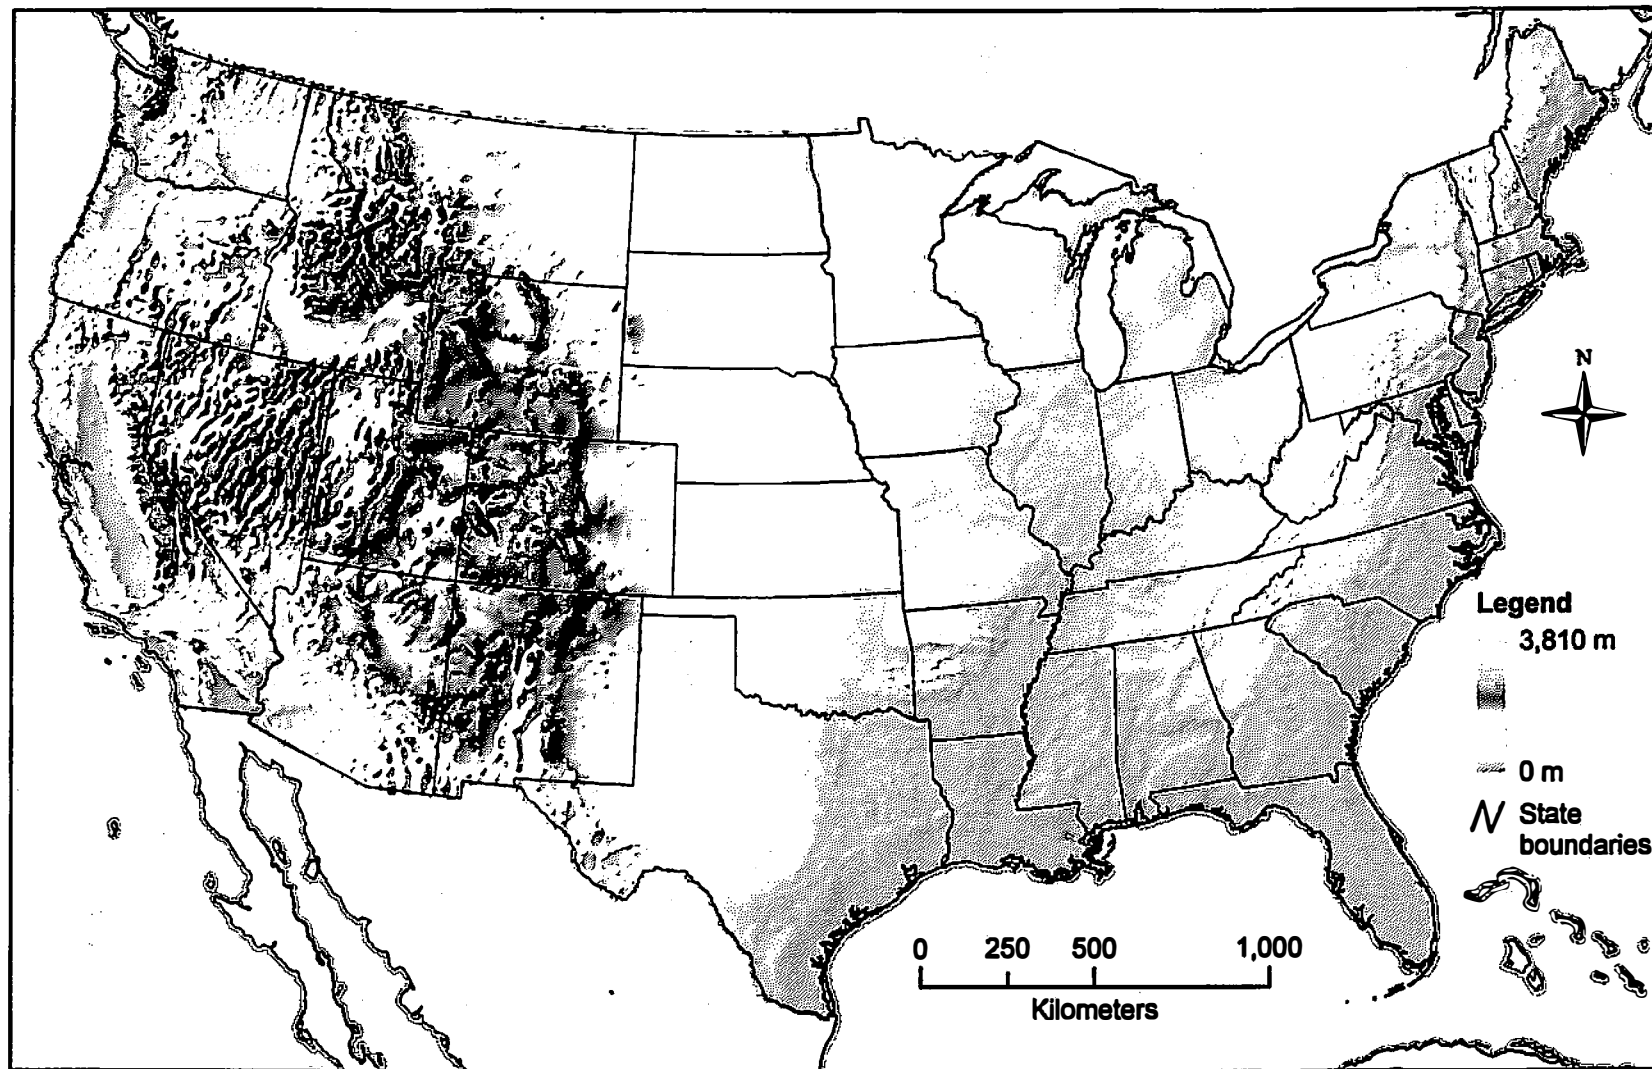 N
Legend
3,810 m
0 m
State
boundaries
0 250 500 1,000
Kilometers